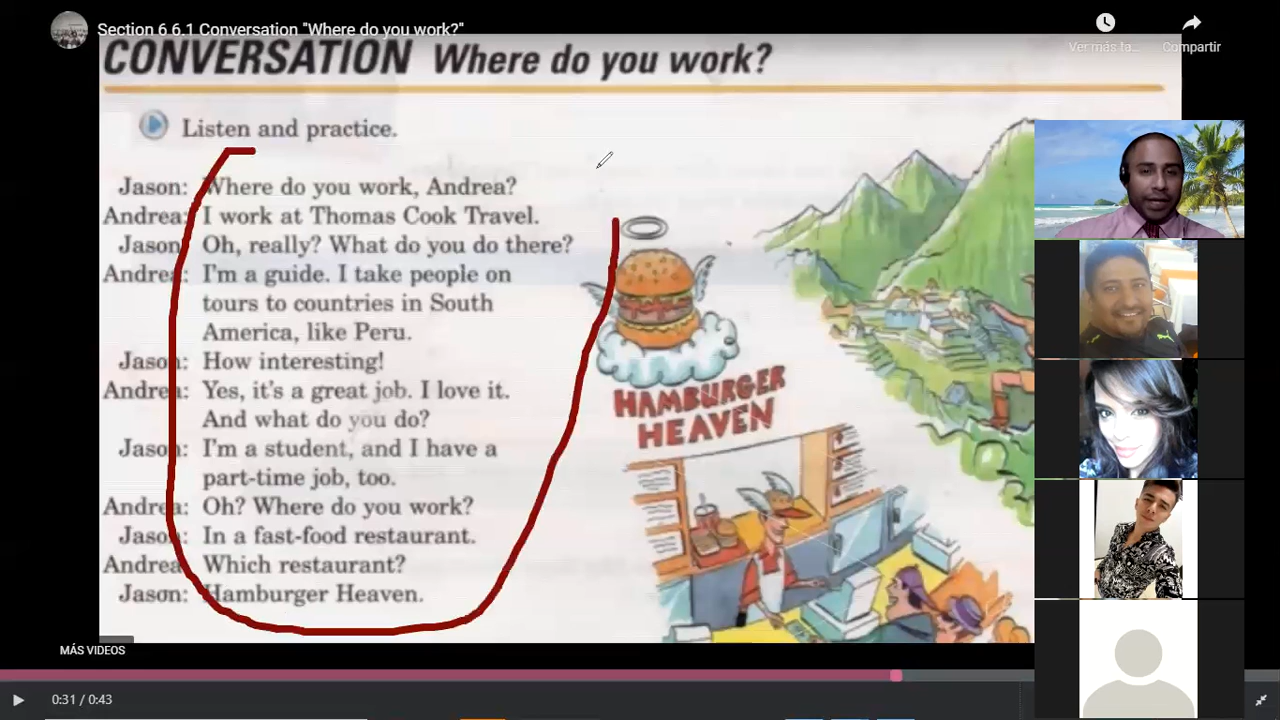 Section 6 6.1 Conversation "Where do you work?"
Ver más ta...
Compartir
CONVERSATION Where do you work?
Listen and practice.
Jason: Where do you work, Andrea?
Andrea: I work at Thomas Cook Travel.
Jason: Oh, really? What do you do there?
Andrea: I'm a guide. I take people on
tours to countries in South
America, like Peru.
Jason: How interesting!
Andrea: Yes, it's a great job. I love it.
And what do you do?
Jason: I'm a student, and I have a
part-time job, too.
Andrea: Oh? Where do you work?
Jason: In a fast-food restaurant.
Andrea: Which restaurant?
Jason: Hamburger Heaven.
HAMBURGER
HEAVEN
MÁS VIDEOS
0:31 / 0:43